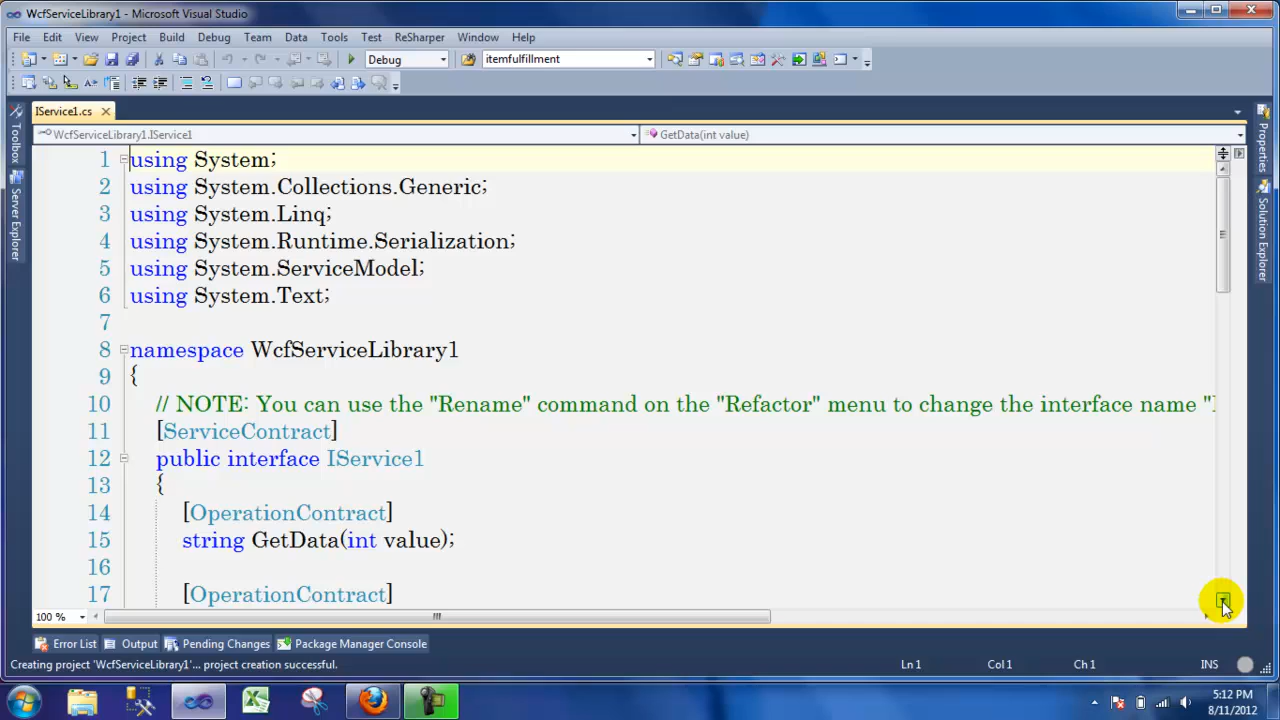 WcfServiceLibrary1 - Microsoft Visual Studio
File Edit View Project Build Debug Team Data Tools Test ReSharper Window Help
Debug itemfulfillment
IService1.cs
WcfServiceLibrary1.IService1 GetData(int value)
Toolbox
Server Explorer
Properties
Solution Explorer
1 using System;
2 using System.Collections.Generic;
3 using System.Linq;
4 using System.Runtime.Serialization;
5 using System.ServiceModel;
6 using System.Text;
7
8 namespace WcfServiceLibrary1
9 {
10 // NOTE: You can use the "Rename" command on the "Refactor" menu to change the interface name "
11 [ServiceContract]
12 public interface IService1
13 {
14 [OperationContract]
15 string GetData(int value);
16
17 [OperationContract]
100 %
Error List Output Pending Changes Package Manager Console
Creating project 'WcfServiceLibrary1'... project creation successful. Ln 1 Col 1 Ch 1 INS
5:12 PM
8/11/2012